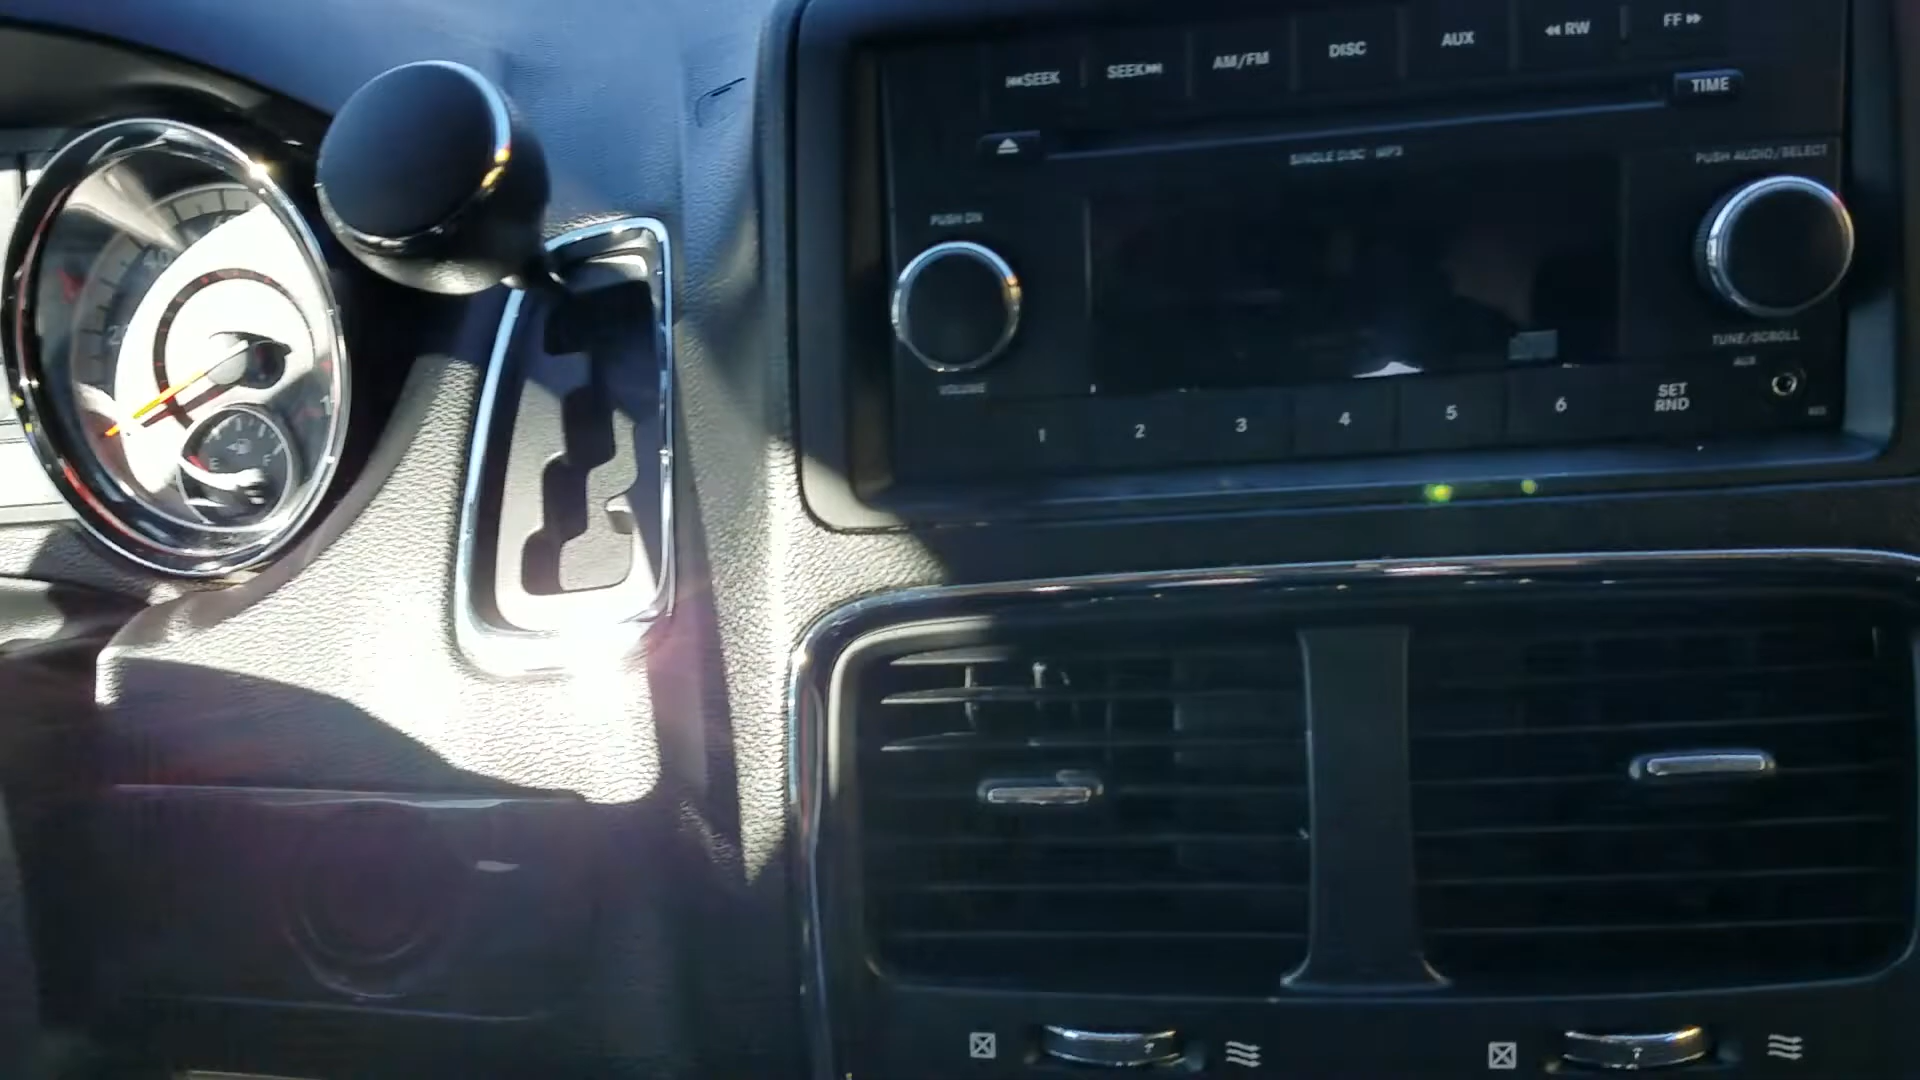 SEEK SEEK AM/FM DISC AUX RW FF
TIME
SINGLE DISC MP3
PUSH AUDIO/SELECT
PUSH ON
VOLUME
TUNE/SCROLL
AUX
1 2 3 4 5 6 SET
RND
40
E F